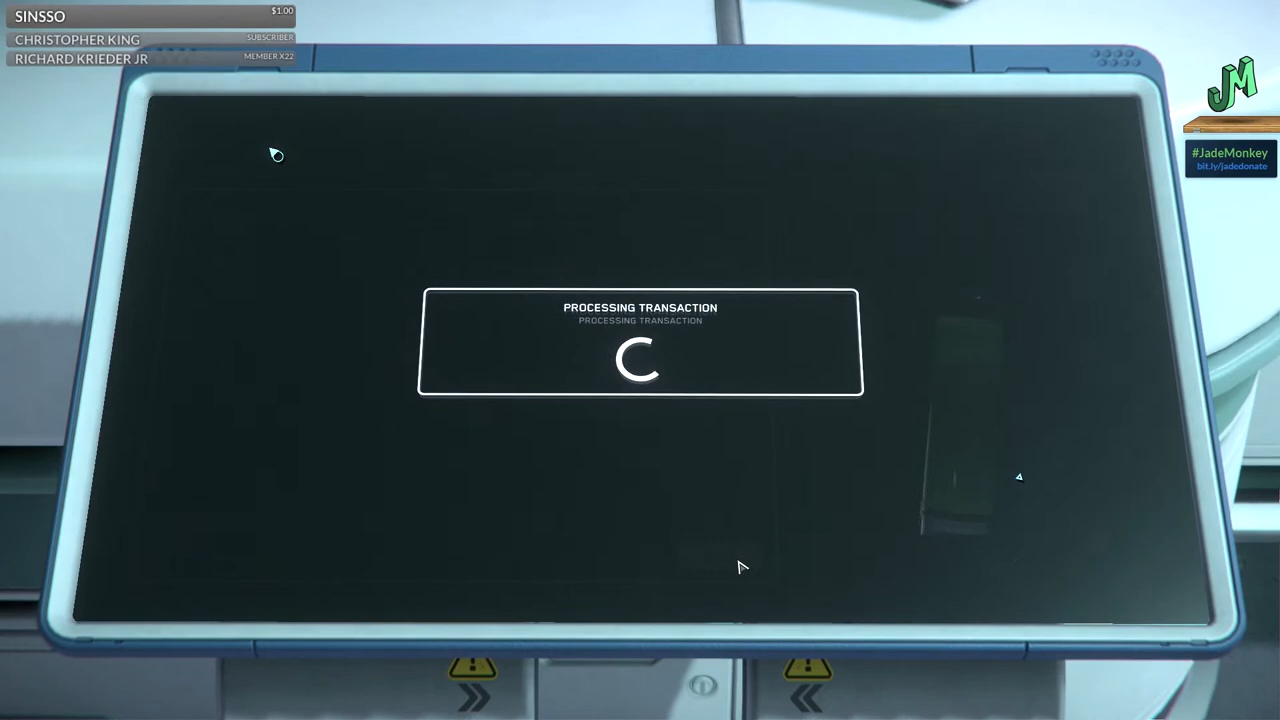 SINSSO $1.00
CHRISTOPHER KING SUBSCRIBER
RICHARD KRIEDER JR MEMBER X22
JM
#JadeMonkey
bit.ly/jadedonate
PROCESSING TRANSACTION
PROCESSING TRANSACTION